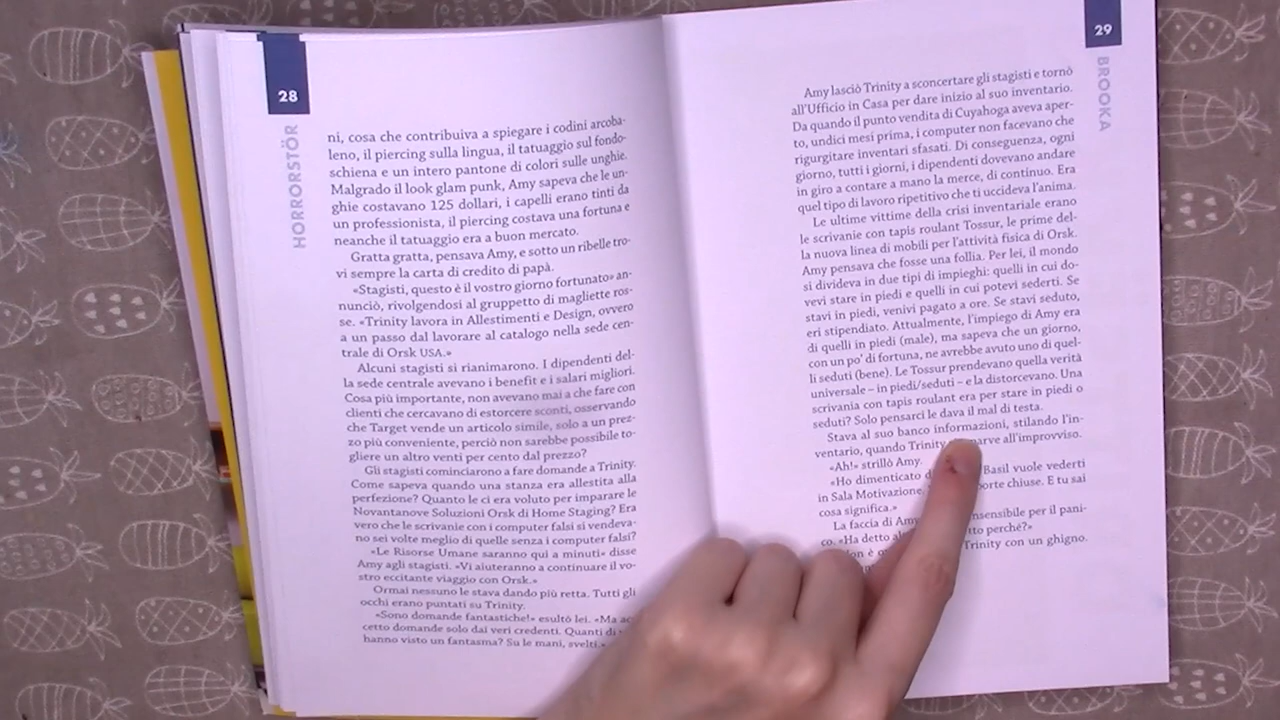 28
HORRORSTÖR
ni, cosa che contribuiva a spiegare i codini arcoba-
leno, il piercing sulla lingua, il tatuaggio sul fondo-
schiena e un intero pantone di colori sulle unghie.
Malgrado il look glam punk, Amy sapeva che le un-
ghie costavano 125 dollari, i capelli erano tinti da
un professionista, il piercing costava una fortuna e
neanche il tatuaggio era a buon mercato.
Gratta gratta, pensava Amy, e sotto un ribelle tro-
vi sempre la carta di credito di papà.
«Stagisti, questo è il vostro giorno fortunato» an-
nunciò, rivolgendosi al gruppetto di magliette ros-
se. «Trinity lavora in Allestimenti e Design, ovvero
a un passo dal lavorare al catalogo nella sede cen-
trale di Orsk USA.»
Alcuni stagisti si rianimarono. I dipendenti del-
la sede centrale avevano i benefit e i salari migliori.
Cosa più importante, non avevano mai a che fare con
clienti che cercavano di estorcere sconti, osservando
che Target vende un articolo simile, solo a un prez-
zo più conveniente, perciò non sarebbe possibile to-
gliere un altro venti per cento dal prezzo?
Gli stagisti cominciarono a fare domande a Trinity.
Come sapeva quando una stanza era allestita alla
perfezione? Quanto le ci era voluto per imparare le
Novantanove Soluzioni Orsk di Home Staging? Era
vero che le scrivanie con i computer falsi si vendeva-
no sei volte meglio di quelle senza i computer falsi?
«Le Risorse Umane saranno qui a minuti» disse
Amy agli stagisti. «Vi aiuteranno a continuare il vo-
stro eccitante viaggio con Orsk.»
Ormai nessuno le stava dando più retta. Tutti gli
occhi erano puntati su Trinity.
«Sono domande fantastiche!» esultò lei. «Ma ac-
cetto domande solo dai veri credenti. Quanti di
hanno visto un fantasma? Su le mani, svelti.»
29
BROOKA
Amy lasciò Trinity a sconcertare gli stagisti e tornò
all'Ufficio in Casa per dare inizio al suo inventario.
Da quando il punto vendita di Cuyahoga aveva aper-
to, undici mesi prima, i computer non facevano che
rigurgitare inventari sfasati. Di conseguenza, ogni
giorno, tutti i giorni, i dipendenti dovevano andare
in giro a contare a mano la merce, di continuo. Era
quel tipo di lavoro ripetitivo che ti uccideva l'anima.
Le ultime vittime della crisi inventariale erano
le scrivanie con tapis roulant Tossur, le prime del-
la nuova linea di mobili per l'attività fisica di Orsk.
Amy pensava che fosse una follia. Per lei, il mondo
si divideva in due tipi di impieghi: quelli in cui do-
vevi stare in piedi e quelli in cui potevi sederti. Se
stavi in piedi, venivi pagato a ore. Se stavi seduto,
eri stipendiato. Attualmente, l'impiego di Amy era
di quelli in piedi (male), ma sapeva che un giorno,
con un po' di fortuna, ne avrebbe avuto uno di quel-
li seduti (bene). Le Tossur prendevano quella verità
universale – in piedi/seduti – e la distorcevano. Una
scrivania con tapis roulant era per stare in piedi o
seduti? Solo pensarci le dava il mal di testa.
Stava al suo banco informazioni, stilando l'in-
ventario, quando Trinity all'improvviso.
«Ah!» strillò Amy.
«Ho dimenticato Basil vuole vederti
in Sala Motivazione. porte chiuse. E tu sai
cosa significa.»
La faccia di Amy per il pani-
co. «Ha detto perché?»
Trinity con un ghigno.